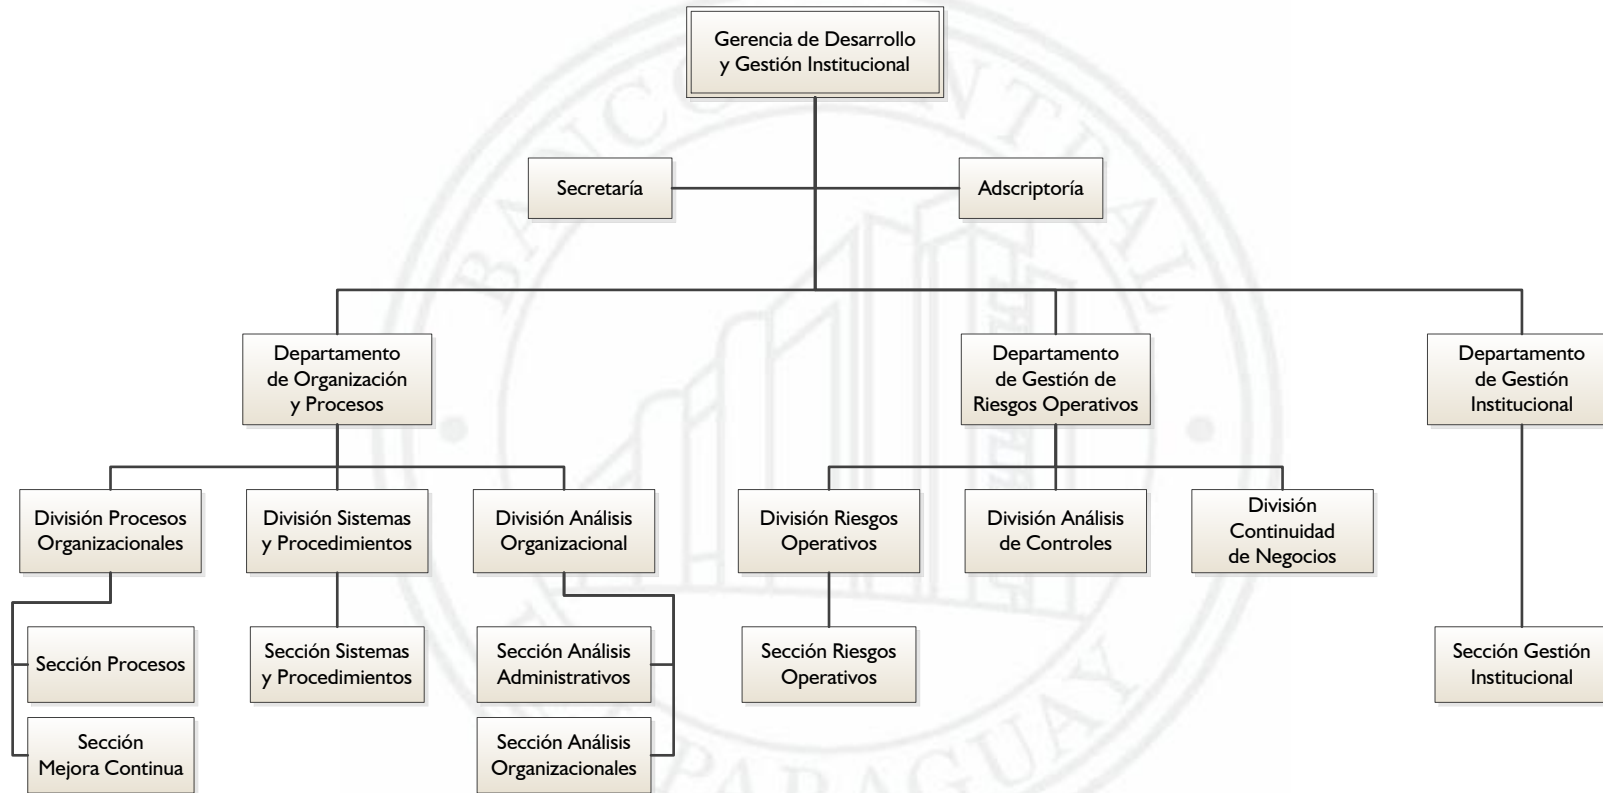 Gerencia de Desarrollo
y Gestión Institucional
Secretaría
Adscriptoría
Departamento
de Organización
y Procesos
Departamento
de Gestión de
Riesgos Operativos
Departamento
de Gestión
Institucional
División Procesos
Organizacionales
División Sistemas
y Procedimientos
División Análisis
Organizacional
División Riesgos
Operativos
División Análisis
de Controles
División
Continuidad
de Negocios
Sección Procesos
Sección Sistemas
y Procedimientos
Sección Análisis
Administrativos
Sección Riesgos
Operativos
Sección Gestión
Institucional
Sección
Mejora Continua
Sección Análisis
Organizacionales
BANCO CENTRAL
PARAGUAY